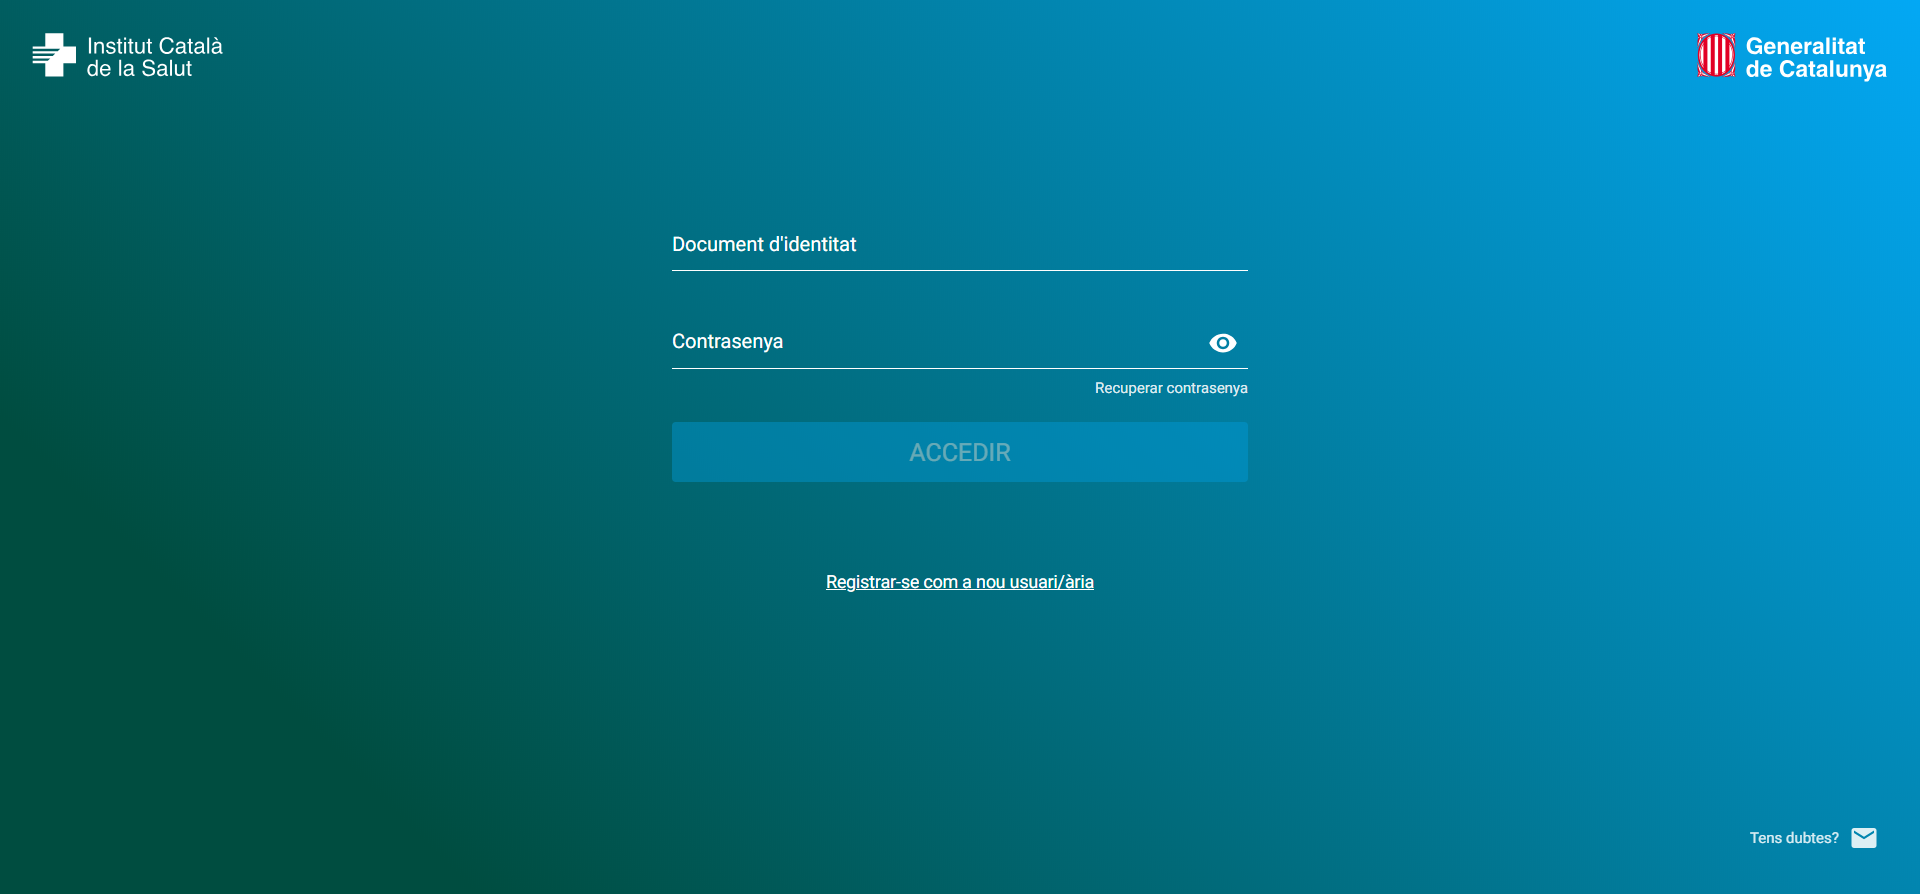 Institut Català
de la Salut
Generalitat
de Catalunya
Document d'identitat
Contrasenya
Recuperar contrasenya
ACCEDIR
Registrar-se com a nou usuari/ària
Tens dubtes?